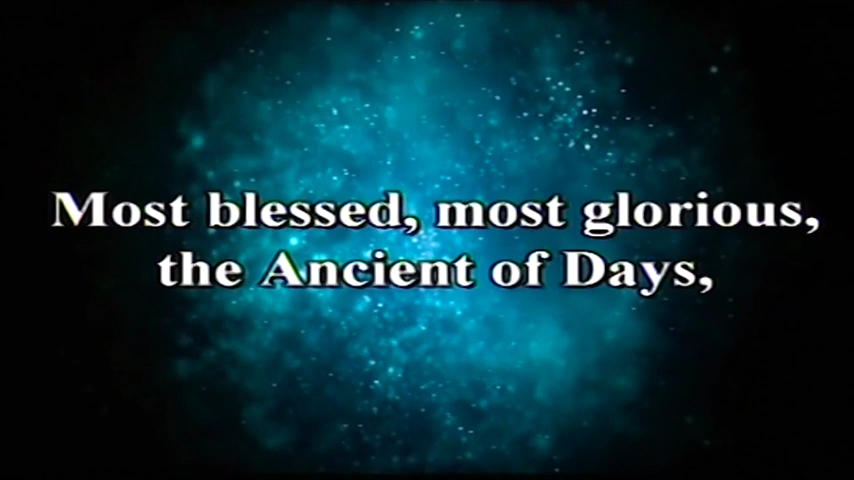 Most blessed, most glorious,
the Ancient of Days,